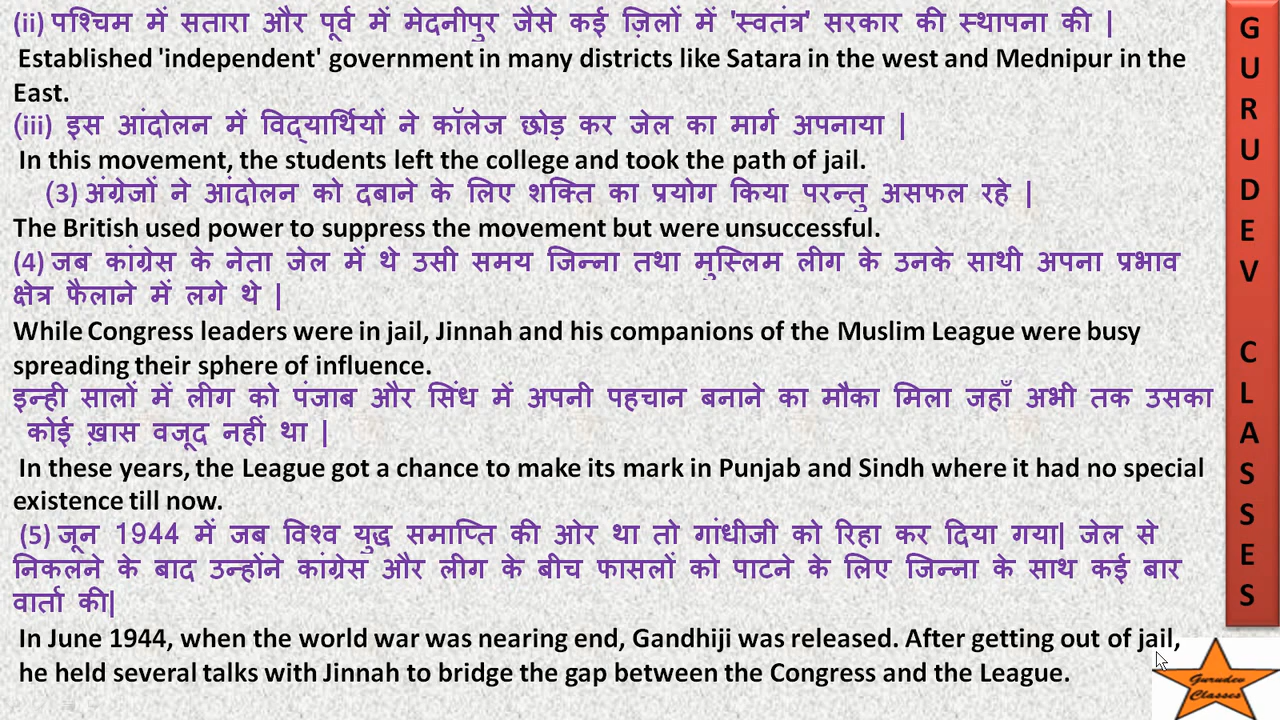 (ii) पश्चिम में सतारा और पूर्व में मेदनीपुर जैसे कई ज़िलों में 'स्वतंत्र' सरकार की स्थापना की |
Established 'independent' government in many districts like Satara in the west and Mednipur in the
East.
(iii) इस आंदोलन में विद्यार्थियों ने कॉलेज छोड़ कर जेल का मार्ग अपनाया |
In this movement, the students left the college and took the path of jail.
(3) अंग्रेजों ने आंदोलन को दबाने के लिए शक्ति का प्रयोग किया परन्तु असफल रहे |
The British used power to suppress the movement but were unsuccessful.
(4) जब कांग्रेस के नेता जेल में थे उसी समय जिन्ना तथा मुस्लिम लीग के उनके साथी अपना प्रभाव
क्षेत्र फैलाने में लगे थे |
While Congress leaders were in jail, Jinnah and his companions of the Muslim League were busy
spreading their sphere of influence.
इन्ही सालों में लीग को पंजाब और सिंध में अपनी पहचान बनाने का मौका मिला जहाँ अभी तक उसका
कोई ख़ास वजूद नहीं था |
In these years, the League got a chance to make its mark in Punjab and Sindh where it had no special
existence till now.
(5) जून 1944 में जब विश्व युद्ध समाप्ति की ओर था तो गांधीजी को रिहा कर दिया गया| जेल से
निकलने के बाद उन्होंने कांग्रेस और लीग के बीच फासलों को पाटने के लिए जिन्ना के साथ कई बार
वार्ता की|
In June 1944, when the world war was nearing end, Gandhiji was released. After getting out of jail,
he held several talks with Jinnah to bridge the gap between the Congress and the League.
GURUDEV CLASSES
Gurudev
Classes